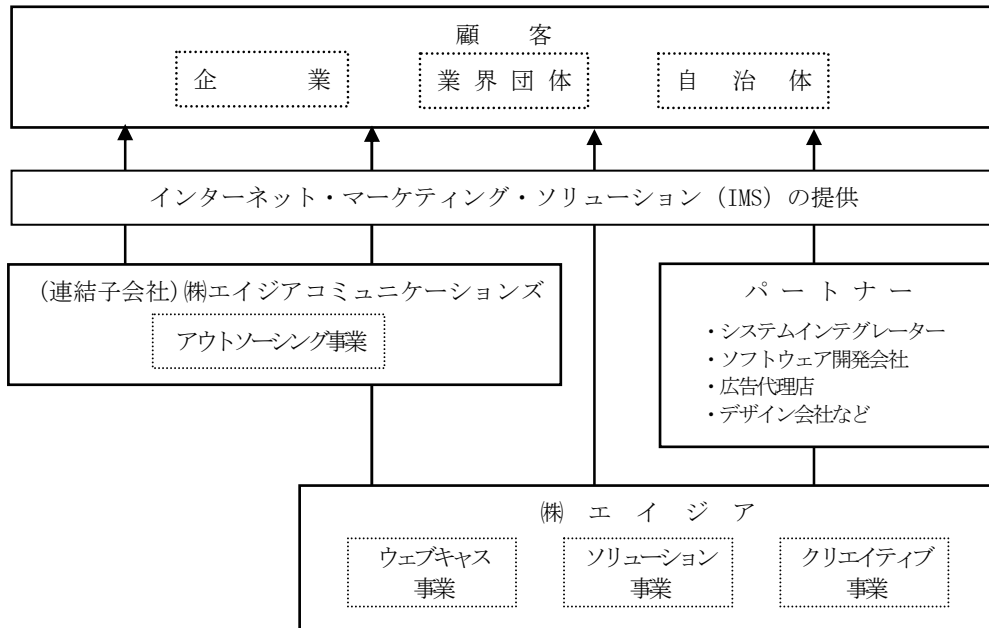 顧 客
企 業
業 界 団 体
自 治 体
インターネット・マーケティング・ソリューション（IMS）の提供
(連結子会社)㈱エイジアコミュニケーションズ
アウトソーシング事業
パ ー ト ナ ー
・システムインテグレーター
・ソフトウェア開発会社
・広告代理店
・デザイン会社など
㈱ エ イ ジ ア
ウェブキャス
事業
ソリューション
事業
クリエイティブ
事業